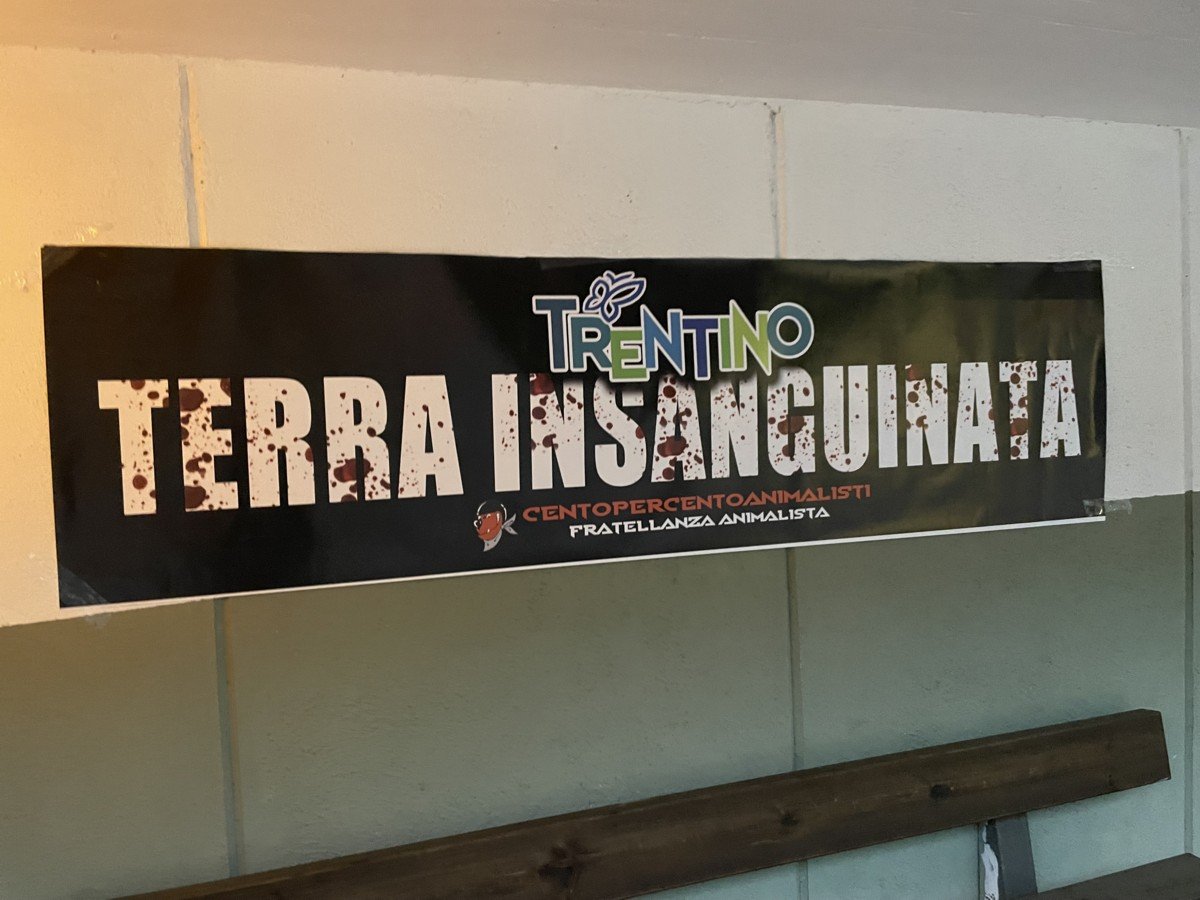 TRENTINO
TERRA INSANGUINATA
CENTOPERCENTOANIMALISTI
FRATELLANZA ANIMALISTA